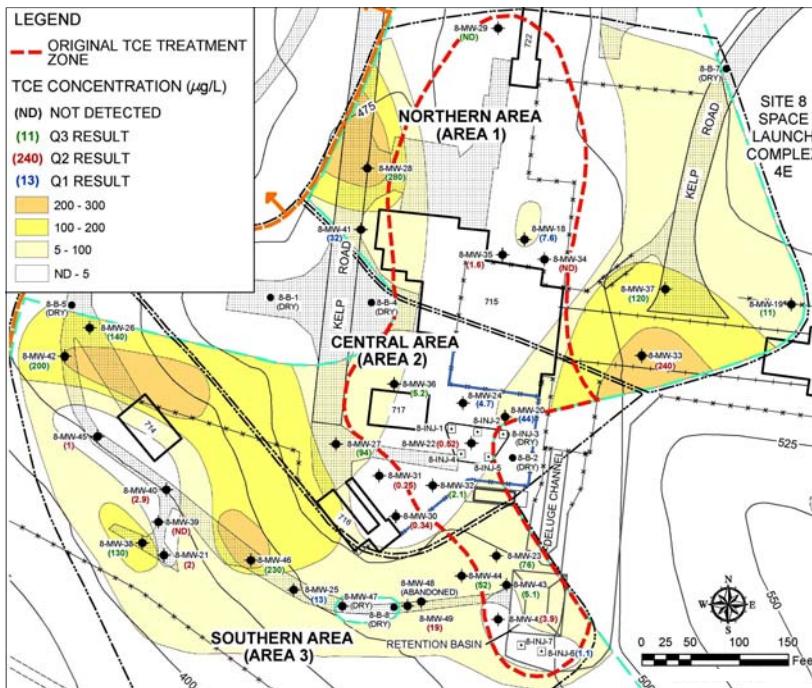 LEGEND
ORIGINAL TCE TREATMENT
ZONE
TCE CONCENTRATION (µg/L)
(ND) NOT DETECTED
(11) Q3 RESULT
(240) Q2 RESULT
(13) Q1 RESULT
200 - 300
100 - 200
5 - 100
ND - 5
8-MW-29
(ND)
722
8-B-7
(DRY)
475
NORTHERN AREA
(AREA 1)
ROAD
KELP
SITE 8
SPACE
LAUNCH
COMPLEX
4E
8-MW-28
(280)
8-MW-41
(32)
ROAD
KELP
8-MW-18
(7.6)
8-MW-35
(1.6)
8-MW-34
(ND)
715
8-MW-37
(120)
8-MW-19
(11)
8-B-5
(DRY)
8-B-1
(DRY)
8-B-4
(DRY)
8-MW-26
(140)
8-MW-42
(200)
CENTRAL AREA
(AREA 2)
8-MW-33
(240)
8-MW-36
(5.2)
717
8-MW-24
(4.7)
8-MW-20
(44)
8-INJ-1
8-INJ-2
8-INJ-3
(DRY)
8-MW-22 (0.52)
8-INJ-4
8-INJ-5
8-B-2
(DRY)
714
8-MW-45
(1)
8-MW-27
(94)
525
8-MW-31
(0.25)
8-MW-32
(2.1)
8-MW-40
(2.9)
716
8-MW-30
(0.34)
DELUGE CHANNEL
8-MW-39
(ND)
8-MW-38
(130)
8-MW-21
(2)
8-MW-46
(230)
8-MW-23
(76)
8-MW-44
(52)
8-MW-43
(5.1)
8-MW-25
(13)
8-MW-47
(DRY)
8-MW-48
(ABANDONED)
8-B-8
(DRY)
8-MW-49
(19)
8-MW-4 (3.9)
SOUTHERN AREA
(AREA 3)
RETENTION BASIN
8-INJ-7
8-INJ-6 (1.1)
400
500
550
N
W
E
S
0 25 50 100 150
Feet